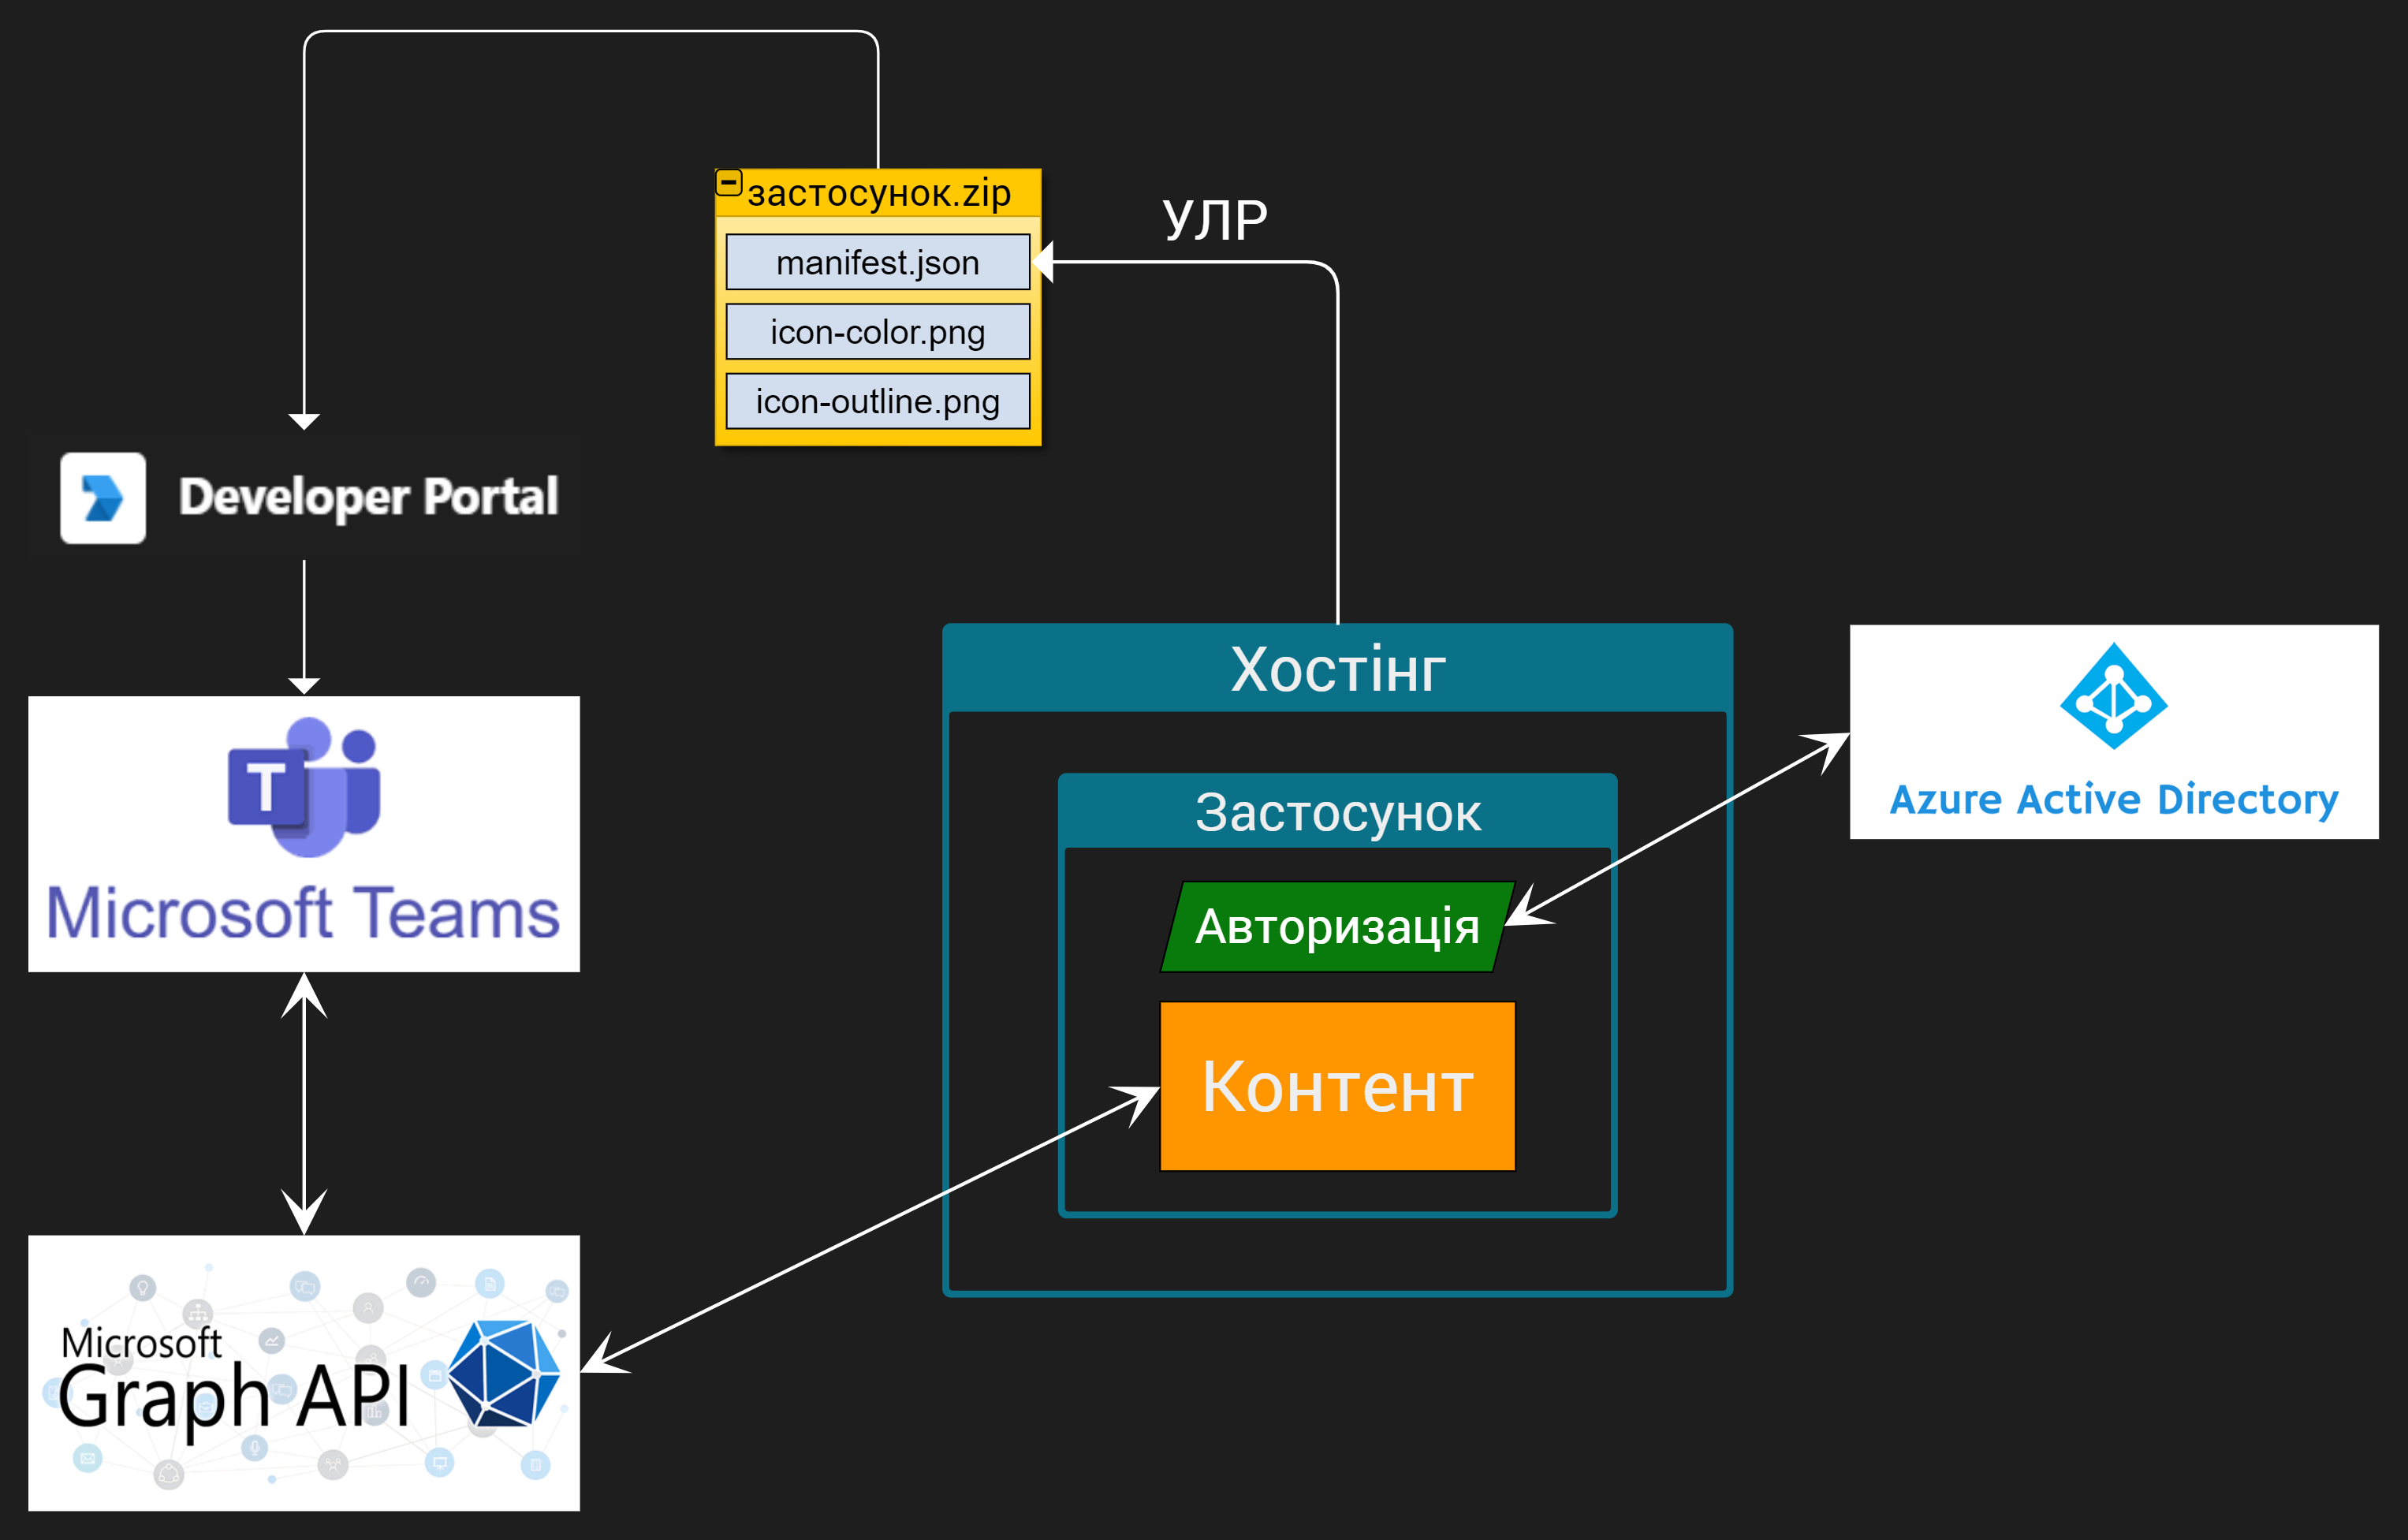 застосунок.zip
manifest.json
icon-color.png
icon-outline.png
УЛР
Developer Portal
Хостінг
Застосунок
Авторизація
Контент
Azure Active Directory
T
Microsoft Teams
Microsoft
Graph API